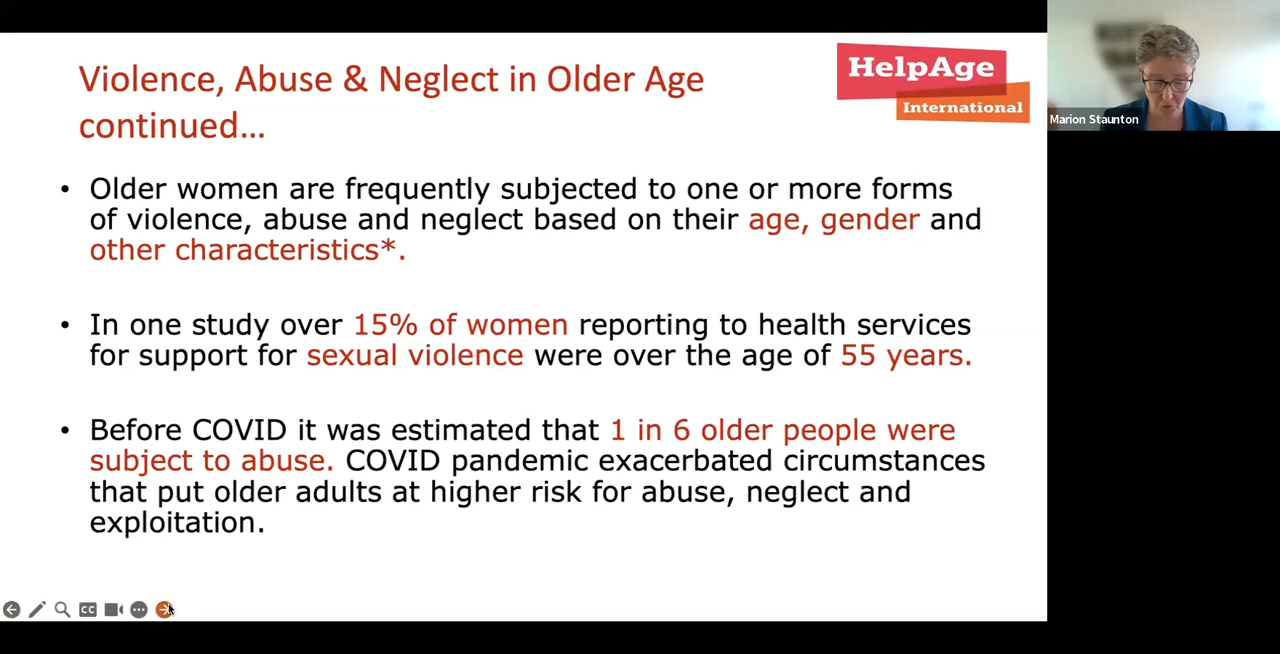 Violence, Abuse & Neglect in Older Age
continued…
HelpAge
International
Marion Staunton
• Older women are frequently subjected to one or more forms
of violence, abuse and neglect based on their age, gender and
other characteristics*.
• In one study over 15% of women reporting to health services
for support for sexual violence were over the age of 55 years.
• Before COVID it was estimated that 1 in 6 older people were
subject to abuse. COVID pandemic exacerbated circumstances
that put older adults at higher risk for abuse, neglect and
exploitation.
CC